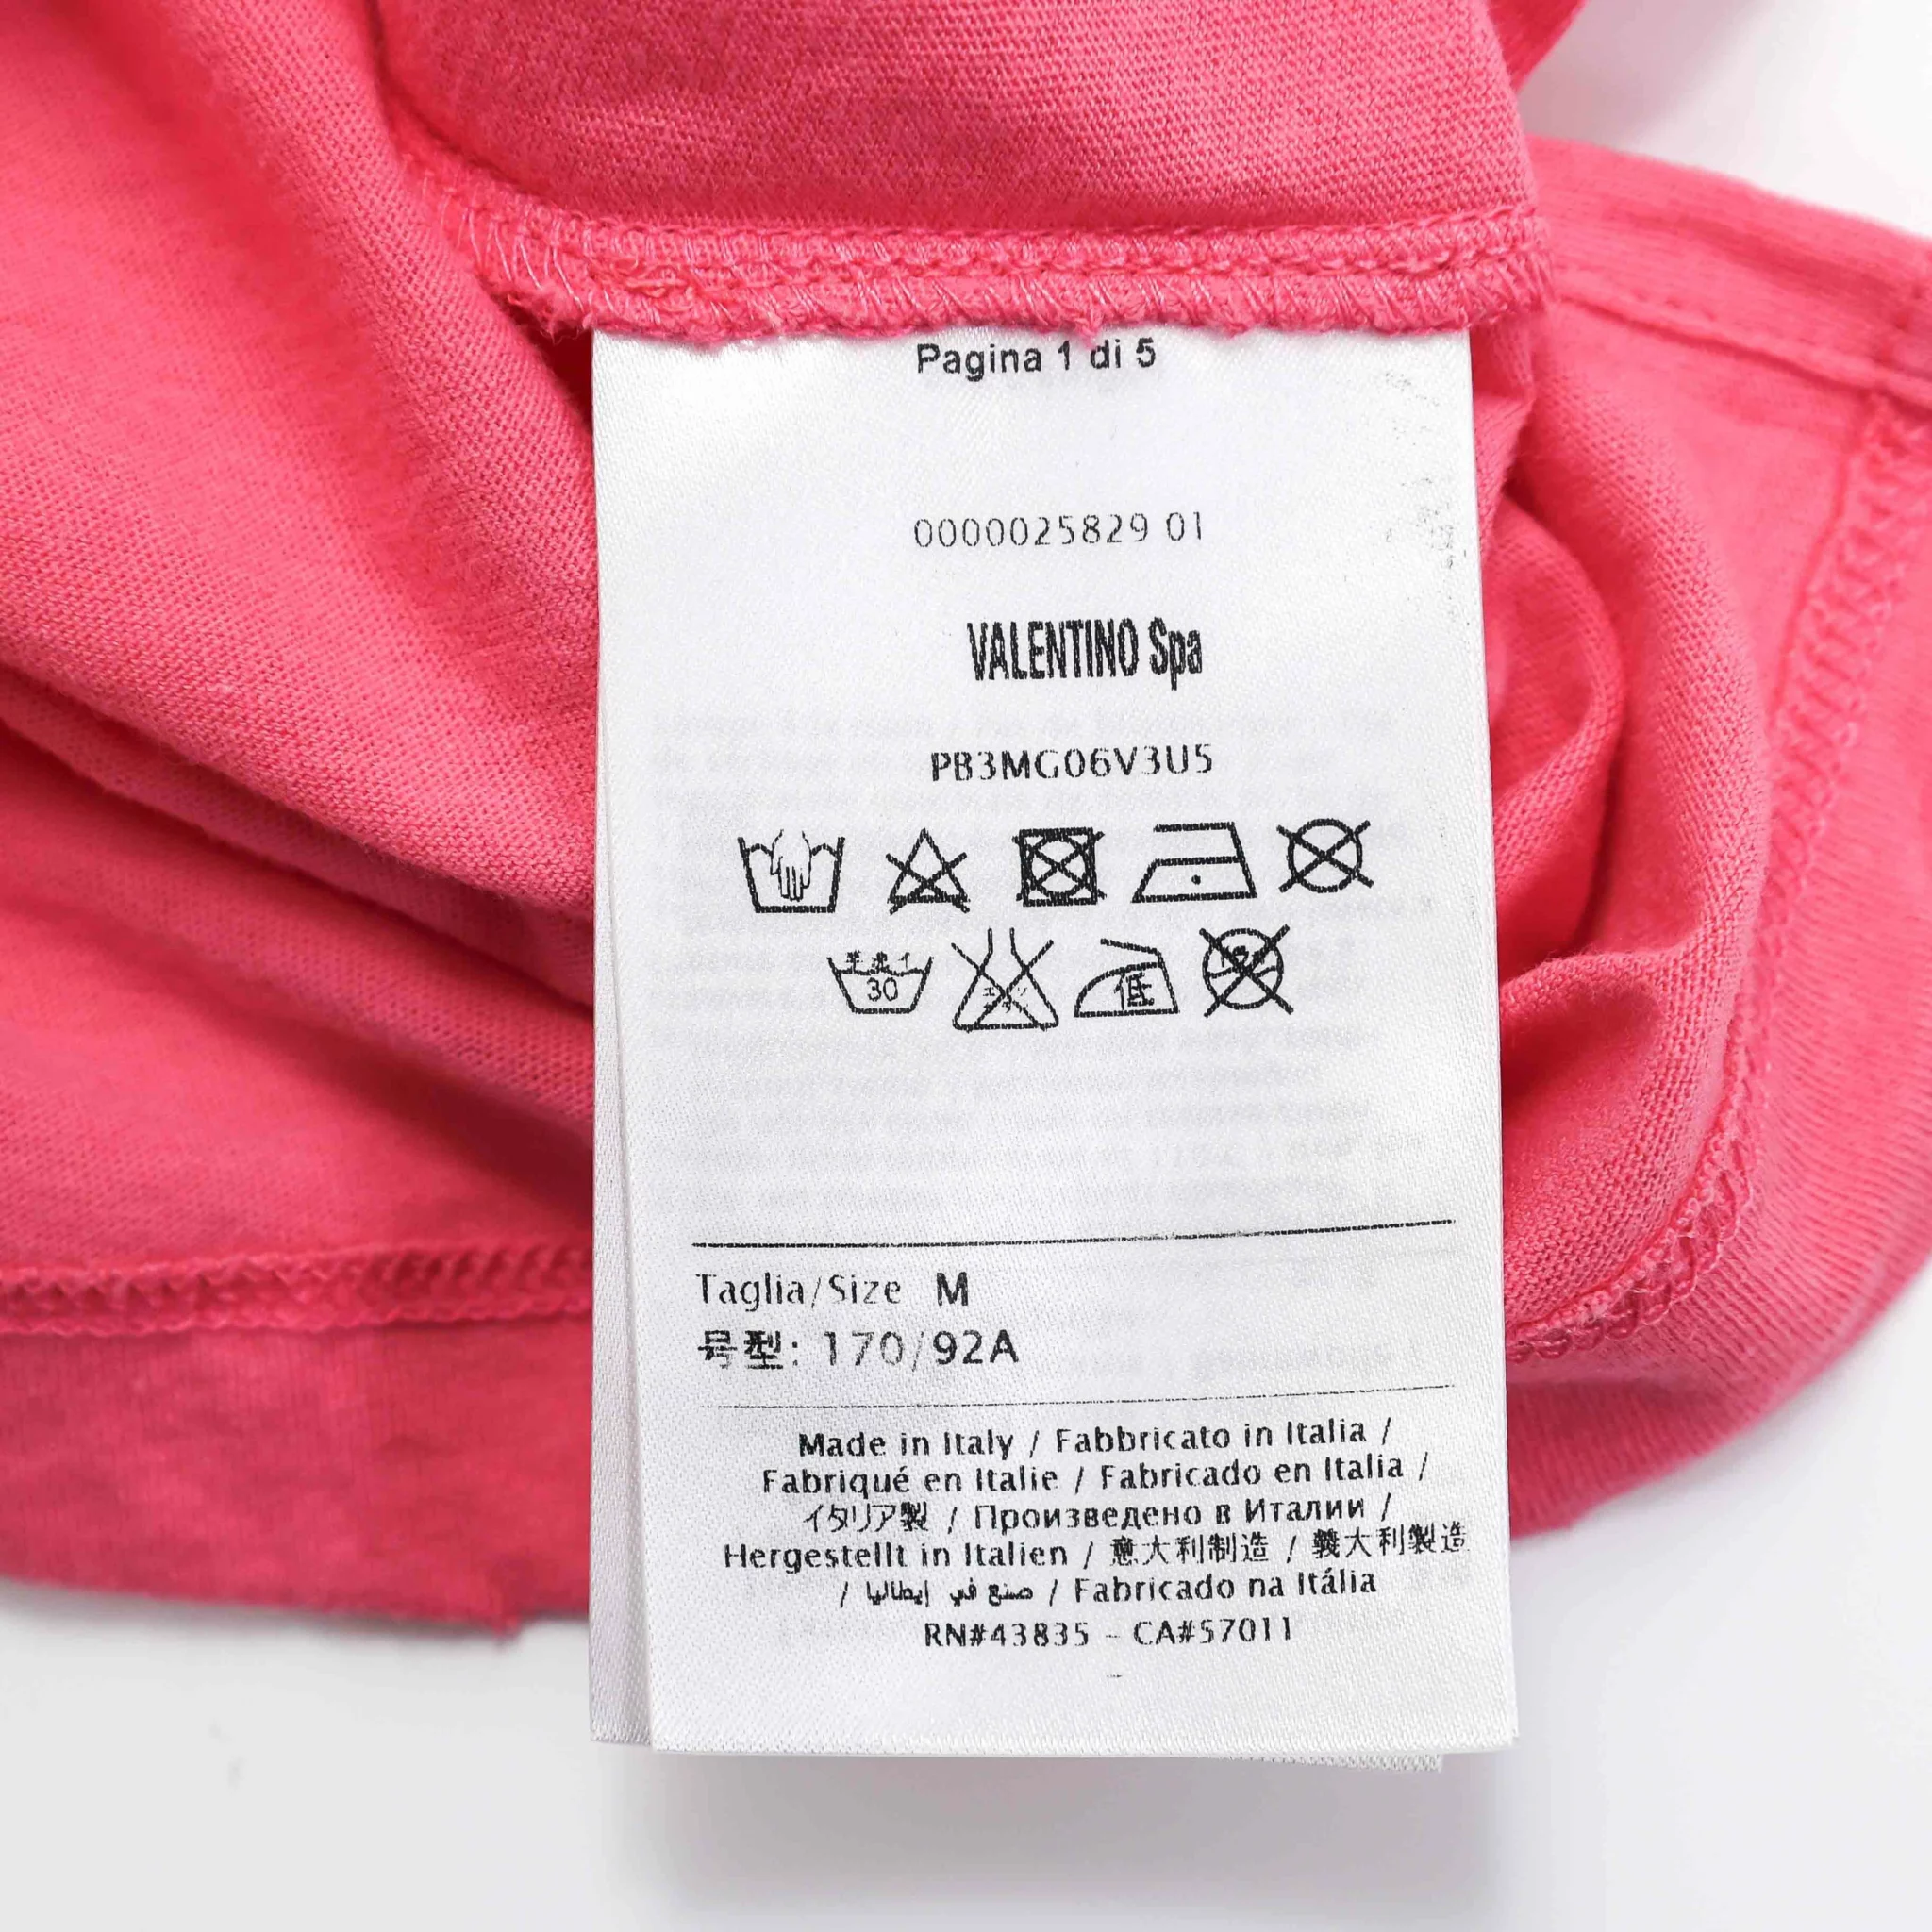 Pagina 1 di 5
0000025829 01
VALENTINO Spa
PB3MG06V3U5
30
低
Taglia/Size M
号型: 170/92A
Made in Italy / Fabbricato in Italia /
Fabriqué en Italie / Fabricado en Italia /
イタリア製 / Произведено в Италии /
Hergestellt in Italien / 意大利制造 / 義大利製造
/ صنع في إيطاليا / Fabricado na Itália
RN#43835 - CA#57011